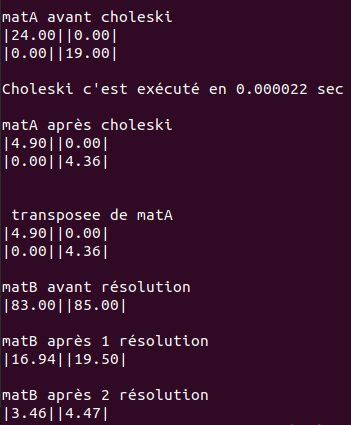 matA avant choleski
|24.00||0.00|
|0.00||19.00|
Choleski c'est exécuté en 0.000022 sec
matA après choleski
|4.90||0.00|
|0.00||4.36|
transposee de matA
|4.90||0.00|
|0.00||4.36|
matB avant résolution
|83.00||85.00|
matB après 1 résolution
|16.94||19.50|
matB après 2 résolution
|3.46||4.47|